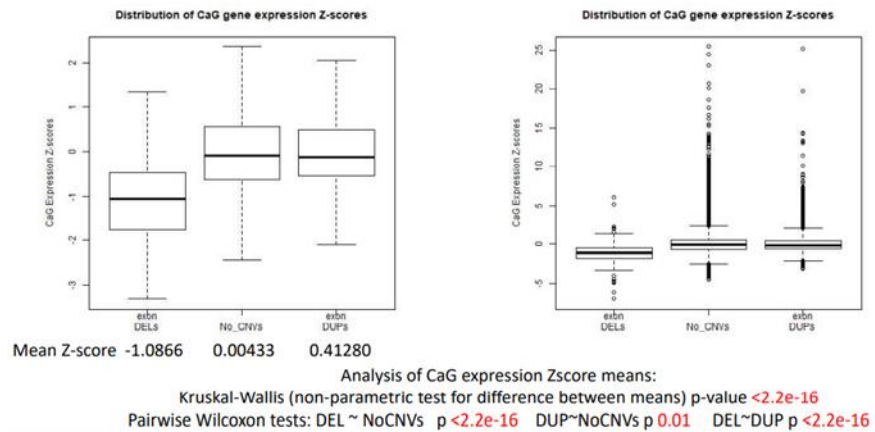 Distribution of CaG gene expression Z-scores
CaG Expression Z-scores
2
1
0
-1
-2
-3
exbn
DELs
No_CNVs
exbn
DUPs
Mean Z-score -1.0866 0.00433 0.41280
Distribution of CaG gene expression Z-scores
CaG Expression Z-scores
25
20
15
10
5
0
-5
exbn
DELs
No_CNVs
exbn
DUPs
Analysis of CaG expression Zscore means:
Kruskal-Wallis (non-parametric test for difference between means) p-value <2.2e-16
Pairwise Wilcoxon tests: DEL ~ NoCNVs p <2.2e-16 DUP~NoCNVs p 0.01 DEL~DUP p <2.2e-16